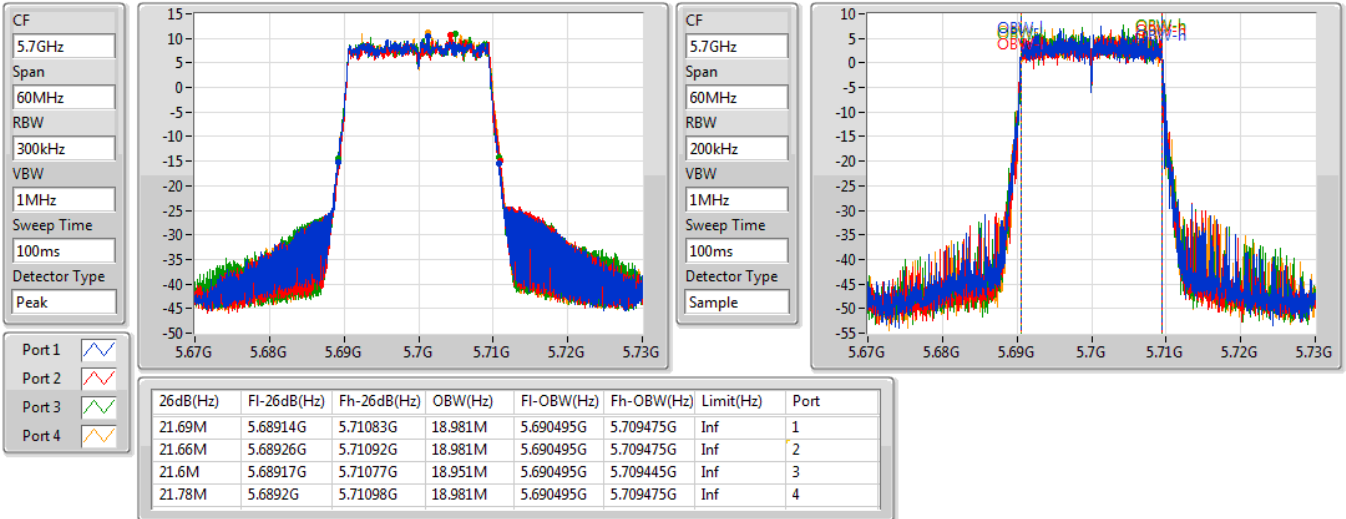 CF
5.7GHz
Span
60MHz
RBW
300kHz
VBW
1MHz
Sweep Time
100ms
Detector Type
Peak
15
10
5
0
-5
-10
-15
-20
-25
-30
-35
-40
-45
-50
5.67G 5.68G 5.69G 5.7G 5.71G 5.72G 5.73G
CF
5.7GHz
Span
60MHz
RBW
200kHz
VBW
1MHz
Sweep Time
100ms
Detector Type
Sample
10
5
0
-5
-10
-15
-20
-25
-30
-35
-40
-45
-50
-55
OBW-l OBW-h
5.67G 5.68G 5.69G 5.7G 5.71G 5.72G 5.73G
Port 1
Port 2
Port 3
Port 4
26dB(Hz) Fl-26dB(Hz) Fh-26dB(Hz) OBW(Hz) Fl-OBW(Hz) Fh-OBW(Hz) Limit(Hz) Port
21.69M 5.68914G 5.71083G 18.981M 5.690495G 5.709475G Inf 1
21.66M 5.68926G 5.71092G 18.981M 5.690495G 5.709475G Inf 2
21.6M 5.68917G 5.71077G 18.951M 5.690495G 5.709445G Inf 3
21.78M 5.6892G 5.71098G 18.981M 5.690495G 5.709475G Inf 4